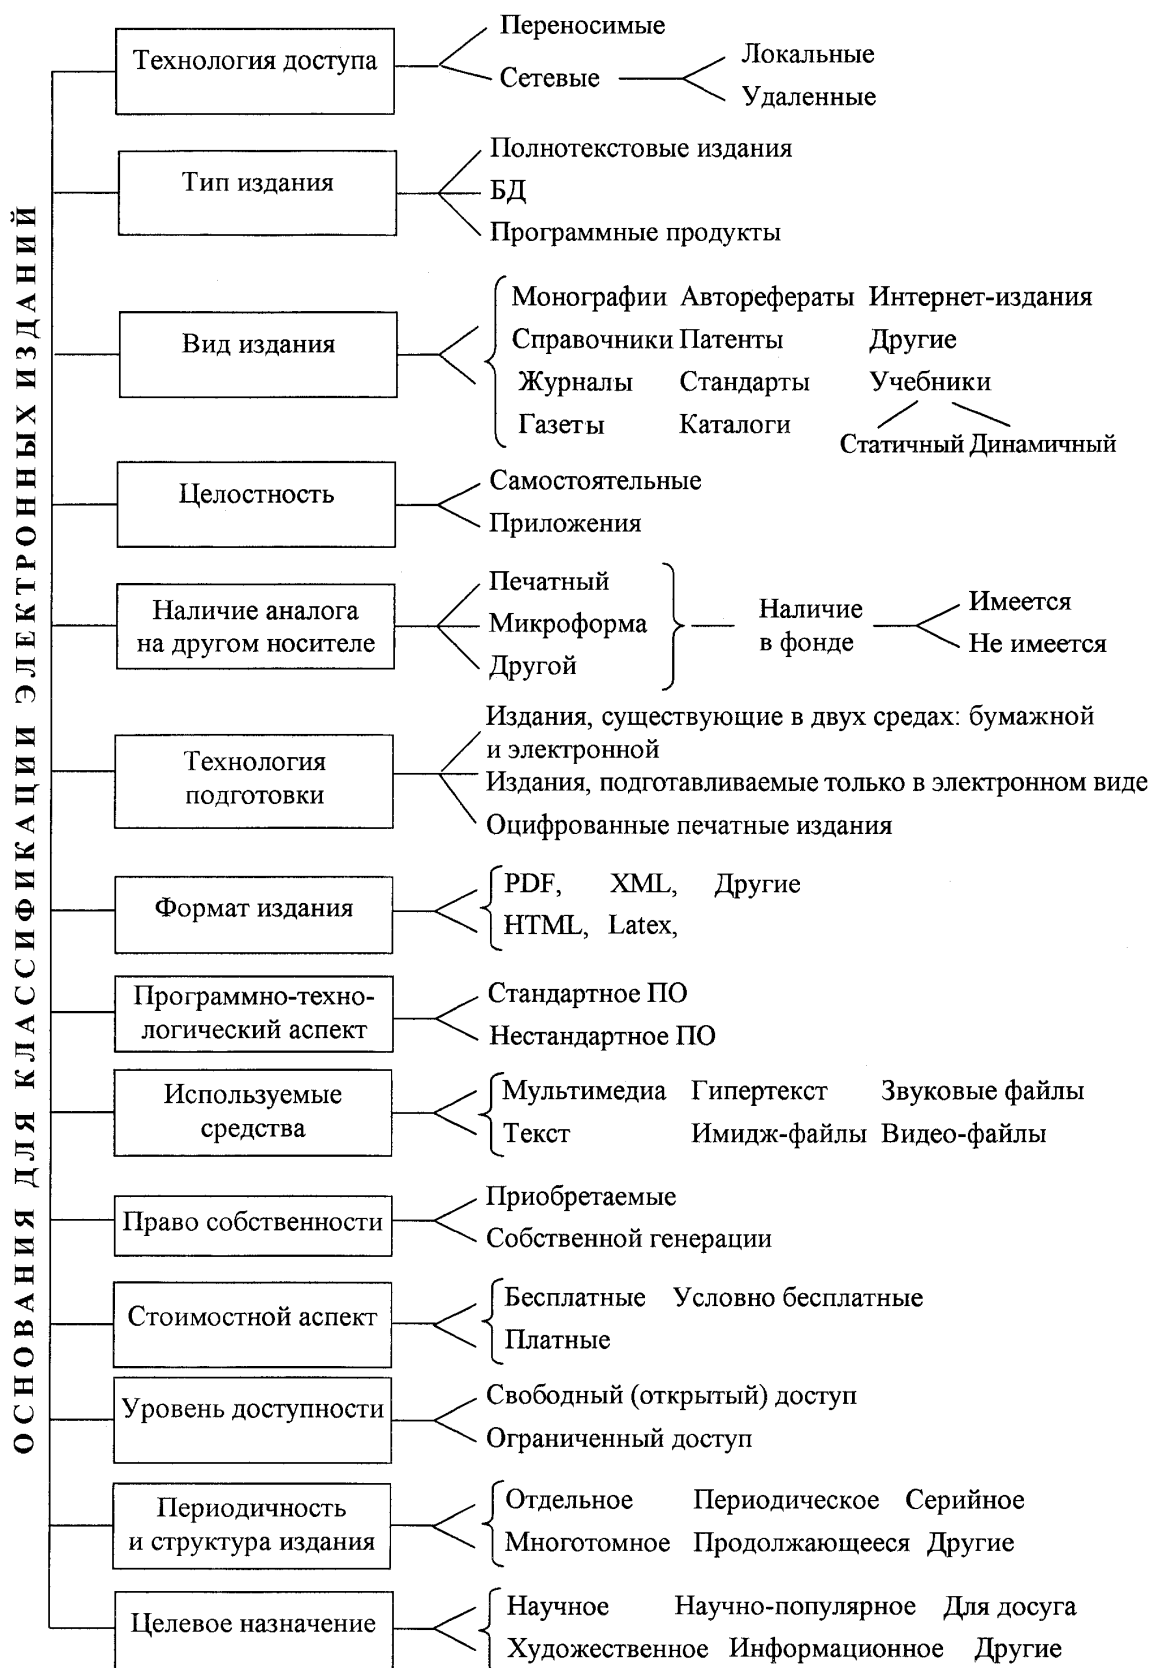 ОСНОВАНИЯ ДЛЯ КЛАССИФИКАЦИИ ЭЛЕКТРОННЫХ ИЗДАНИЙ
Технология доступа
Переносимые
Сетевые
Локальные
Удаленные
Тип издания
Полнотекстовые издания
БД
Программные продукты
Вид издания
Монографии Авторефераты Интернет-издания
Справочники Патенты Другие
Журналы Стандарты Учебники
Газеты Каталоги
Статичный Динамичный
Целостность
Самостоятельные
Приложения
Наличие аналога
на другом носителе
Печатный
Микроформа
Другой
Наличие
в фонде
Имеется
Не имеется
Технология
подготовки
Издания, существующие в двух средах: бумажной
и электронной
Издания, подготавливаемые только в электронном виде
Оцифрованные печатные издания
Формат издания
PDF, XML, Другие
HTML, Latex,
Программно-техно-
логический аспект
Стандартное ПО
Нестандартное ПО
Используемые
средства
Мультимедиа Гипертекст Звуковые файлы
Текст Имидж-файлы Видео-файлы
Право собственности
Приобретаемые
Собственной генерации
Стоимостной аспект
Бесплатные Условно бесплатные
Платные
Уровень доступности
Свободный (открытый) доступ
Ограниченный доступ
Периодичность
и структура издания
Отдельное Периодическое Серийное
Многотомное Продолжающееся Другие
Целевое назначение
Научное Научно-популярное Для досуга
Художественное Информационное Другие